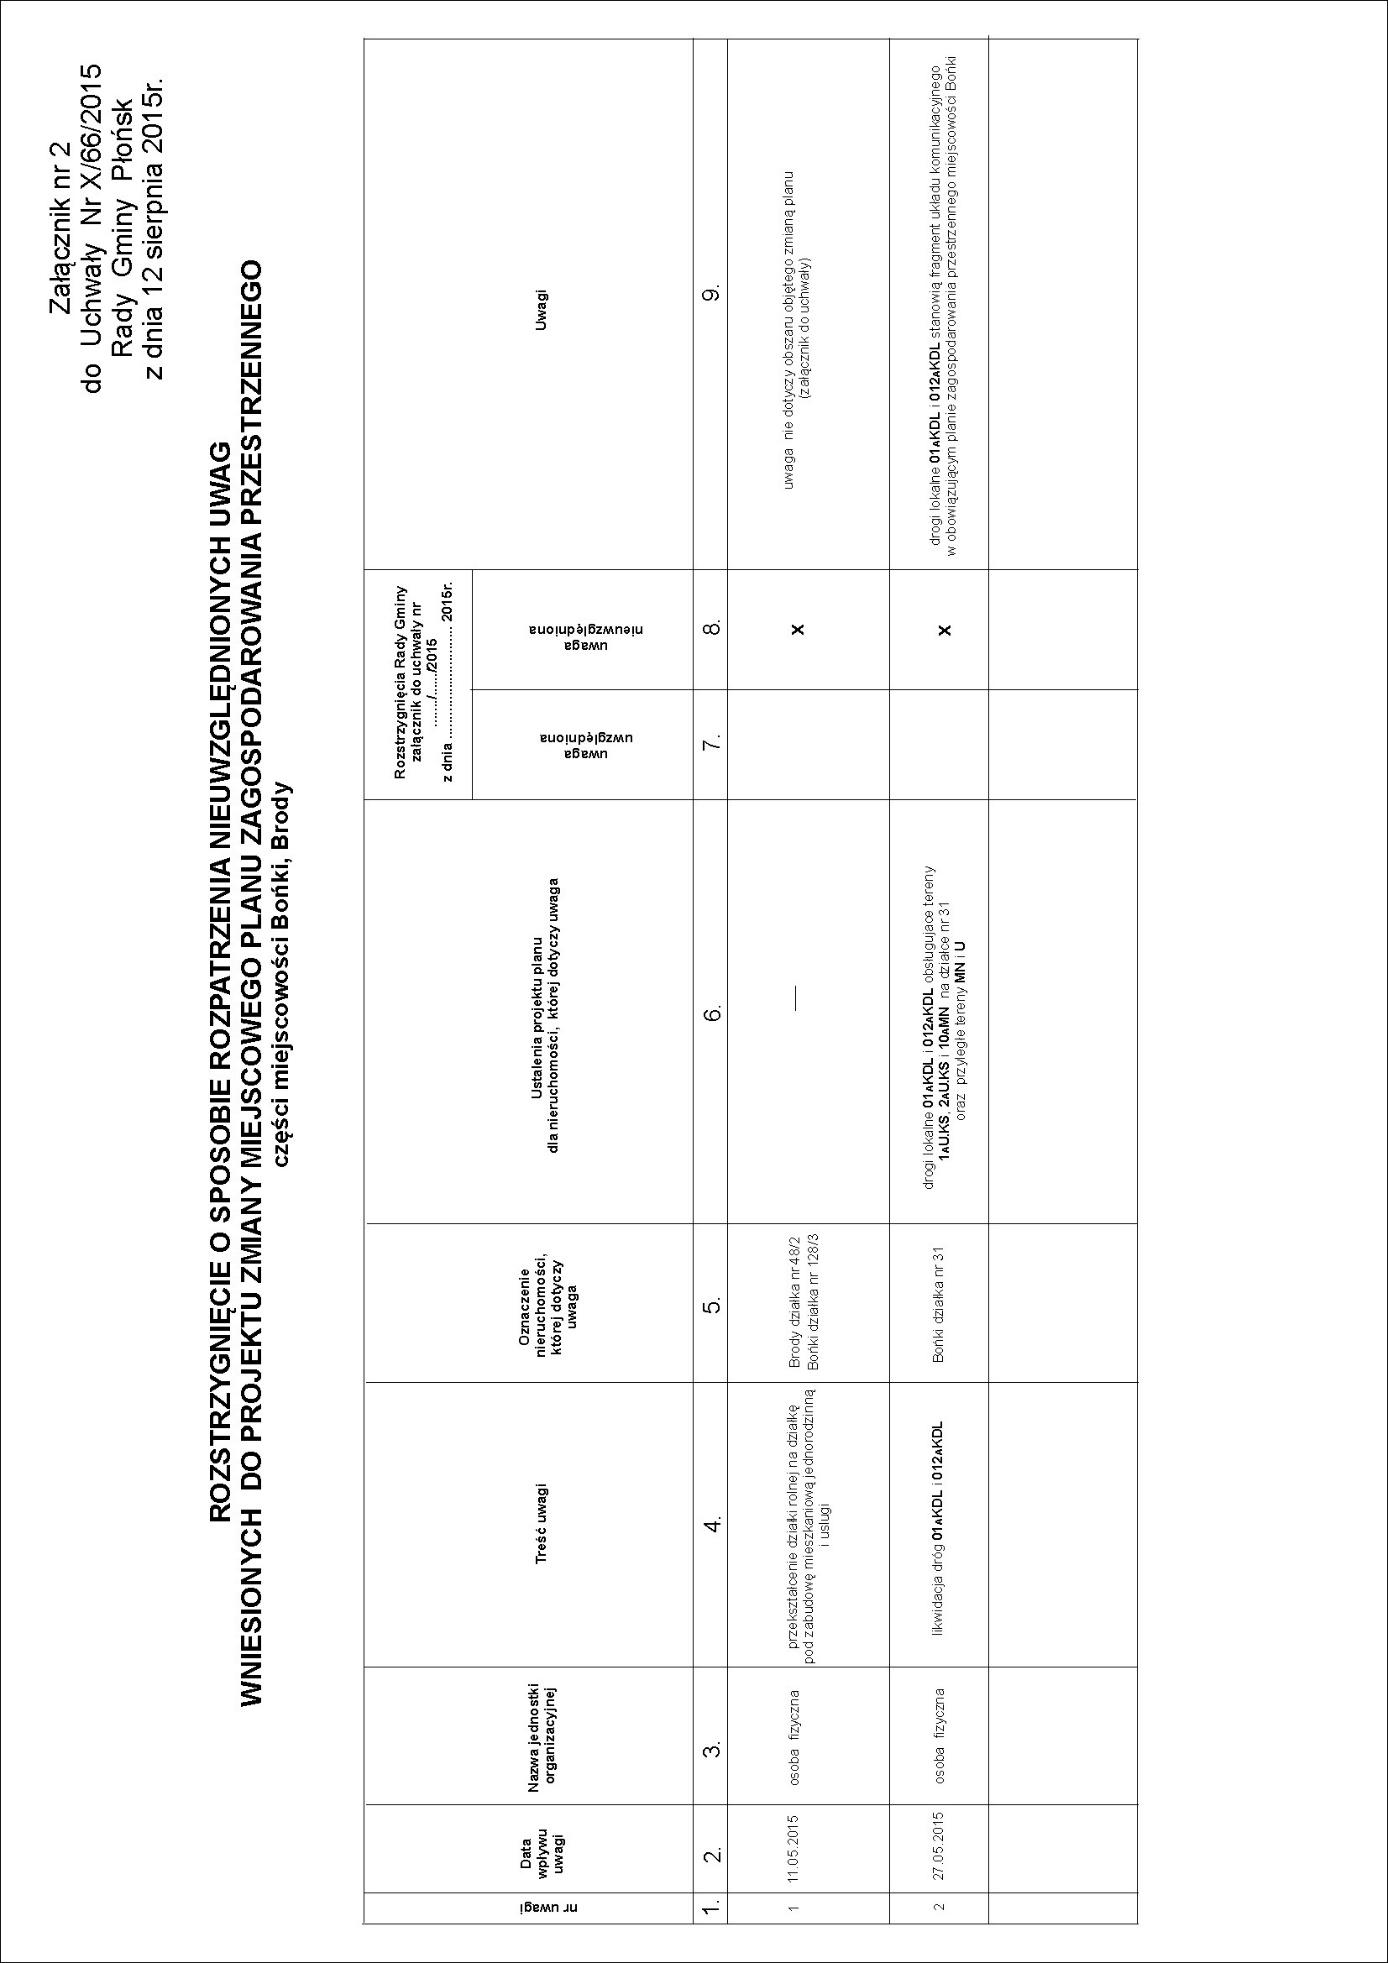 Załącznik nr 2
do Uchwały Nr X/66/2015
Rady Gminy Płońsk
z dnia 12 sierpnia 2015r.
ROZSTRZYGNIĘCIE O SPOSOBIE ROZPATRZENIA NIEUWZGLĘDNIONYCH UWAG
WNIESIONYCH DO PROJEKTU ZMIANY MIEJSCOWEGO PLANU ZAGOSPODAROWANIA PRZESTRZENNEGO
części miejscowości Bońki, Brody
nr uwagi
Data
wpływu
uwagi
Nazwa jednostki
organizacyjnej
Treść uwagi
Oznaczenie
nieruchomości,
której dotyczy
uwaga
Ustalenia projektu planu
dla nieruchomości, której dotyczy uwaga
Rozstrzygnięcia Rady Gminy
załącznik do uchwały nr
......./......./2015
z dnia ............................ 2015r.
uwaga
uwzględniona
uwaga
nieuwzględniona
Uwagi
1. 2. 3. 4. 5. 6. 7. 8. 9.
1
11.05.2015
osoba fizyczna
przekształcenie działki rolnej na działkę
pod zabudowę mieszkaniową jednorodzinną
i usługi
Brody działka nr 48/2
Bońki działka nr 128/3
—
X
uwaga nie dotyczy obszaru objętego zmianą planu
(załącznik do uchwały)
2
27.05.2015
osoba fizyczna
likwidacja dróg 01AKDL i 012AKDL
Bońki działka nr 31
drogi lokalne 01AKDL i 012AKDL obsługujące tereny
1AU.KS, 2AU.KS i 10AMN na działce nr 31
oraz przyległe tereny MN i U
X
drogi lokalne 01AKDL i 012AKDL stanowią fragment układu komunikacyjnego
w obowiązującym planie zagospodarowania przestrzennego miejscowości Bońki